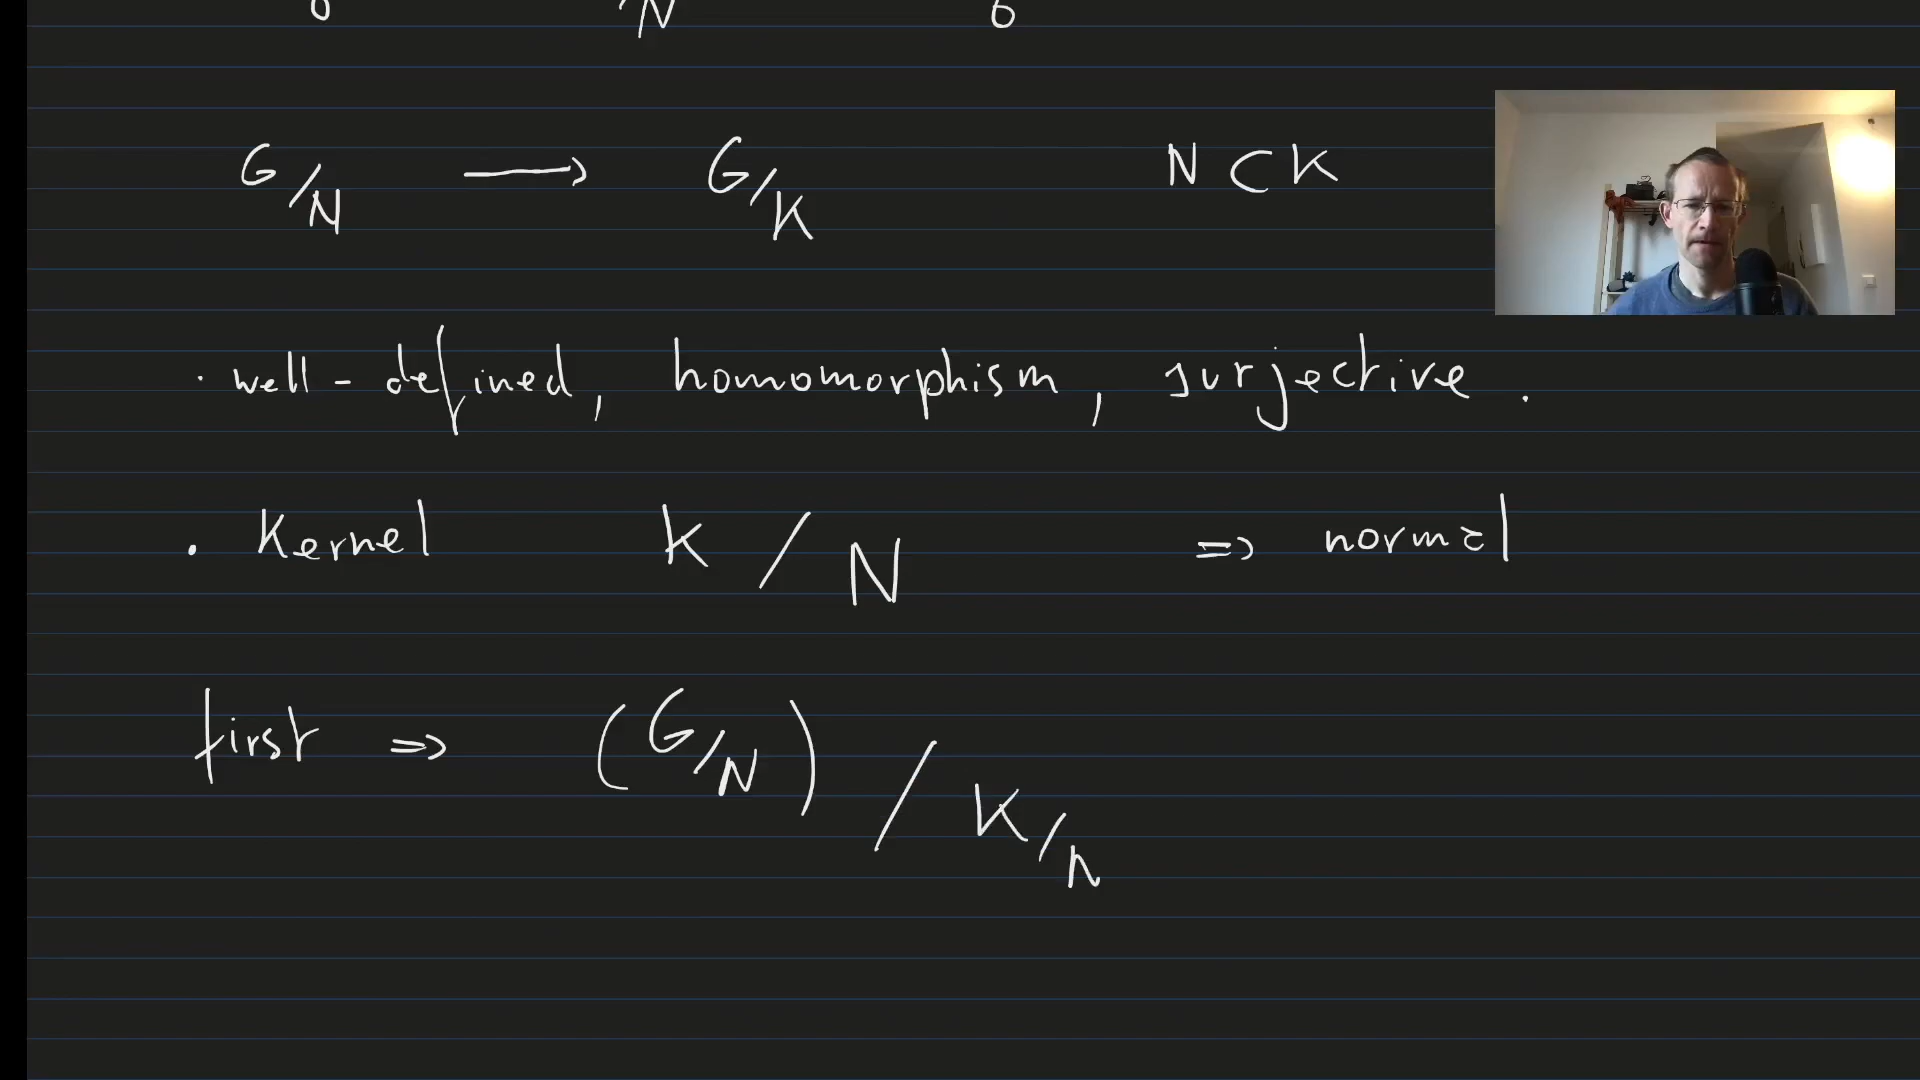 G/N → G/K N ⊂ K
· well-defined, homomorphism, surjective.
· Kernel K / N => normal
first => (G/N) / K/N